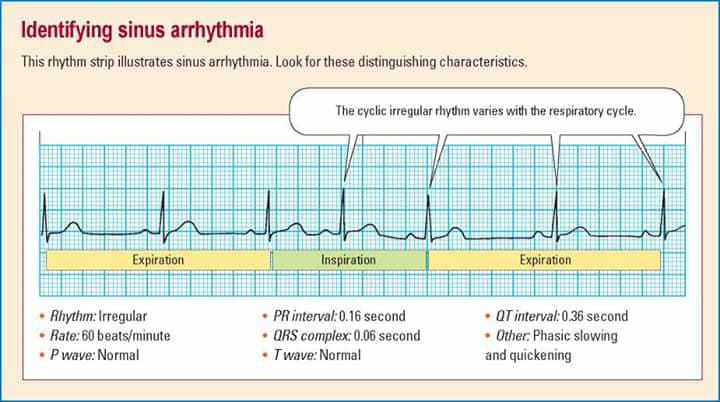 Identifying sinus arrhythmia
This rhythm strip illustrates sinus arrhythmia. Look for these distinguishing characteristics.
The cyclic irregular rhythm varies with the respiratory cycle.
Expiration
Inspiration
Expiration
• Rhythm: Irregular
• Rate: 60 beats/minute
• P wave: Normal
• PR interval: 0.16 second
• QRS complex: 0.06 second
• T wave: Normal
• QT interval: 0.36 second
• Other: Phasic slowing
and quickening